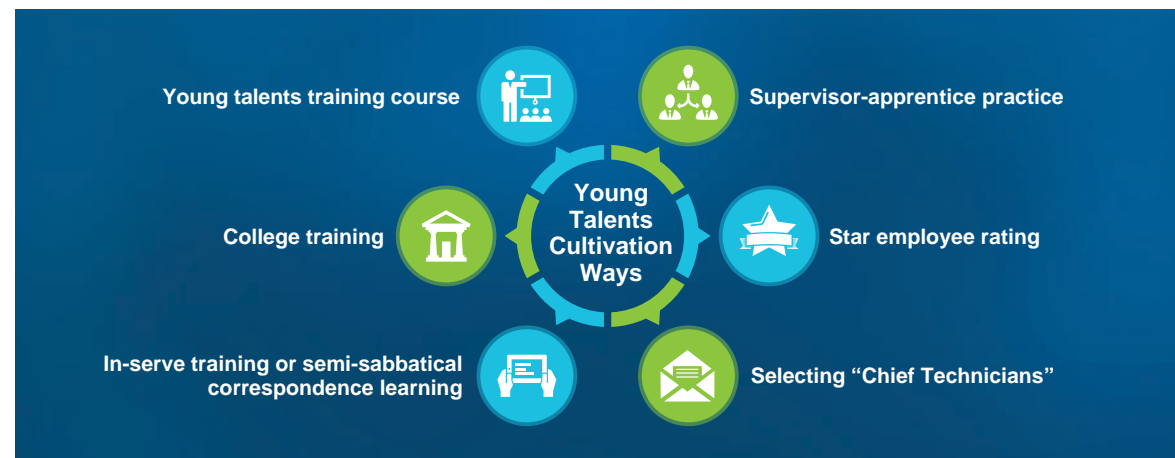 Young talents training course
Supervisor-apprentice practice
Young
Talents
Cultivation
Ways
College training
Star employee rating
In-serve training or semi-sabbatical
correspondence learning
Selecting “Chief Technicians”